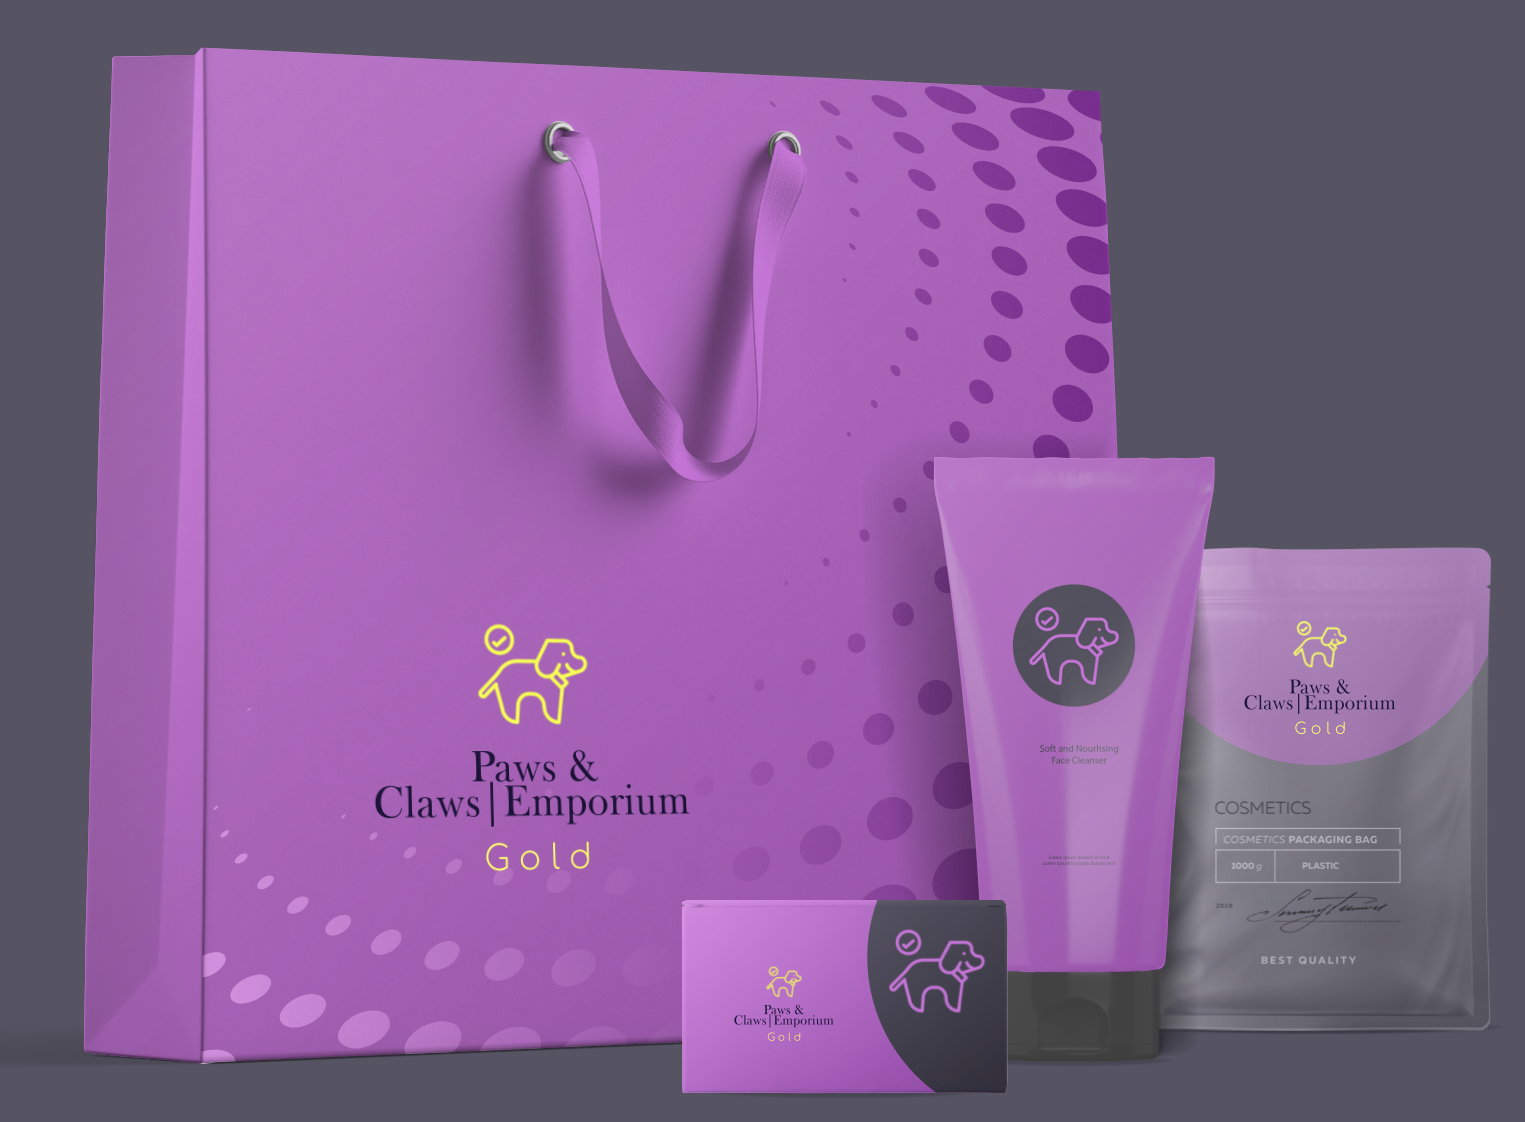 Paws &
Claws|Emporium
Gold
Paws &
Claws|Emporium
Gold
Soft and Nourhsing
Face Cleanser
Paws &
Claws|Emporium
Gold
COSMETICS
COSMETICS PACKAGING BAG
1000 g PLASTIC
2018
BEST QUALITY